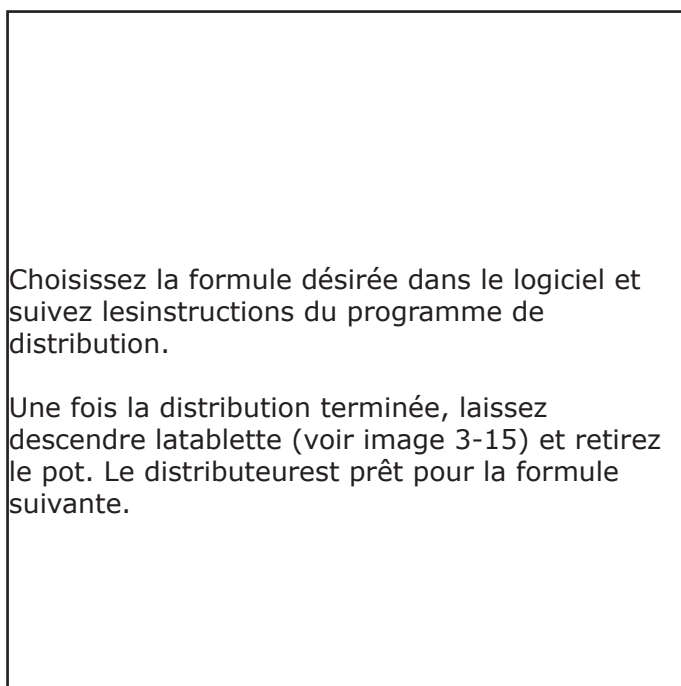 Choisissez la formule désirée dans le logiciel et
suivez lesinstructions du programme de
distribution.
Une fois la distribution terminée, laissez
descendre latablette (voir image 3-15) et retirez
le pot. Le distributeurest prêt pour la formule
suivante.